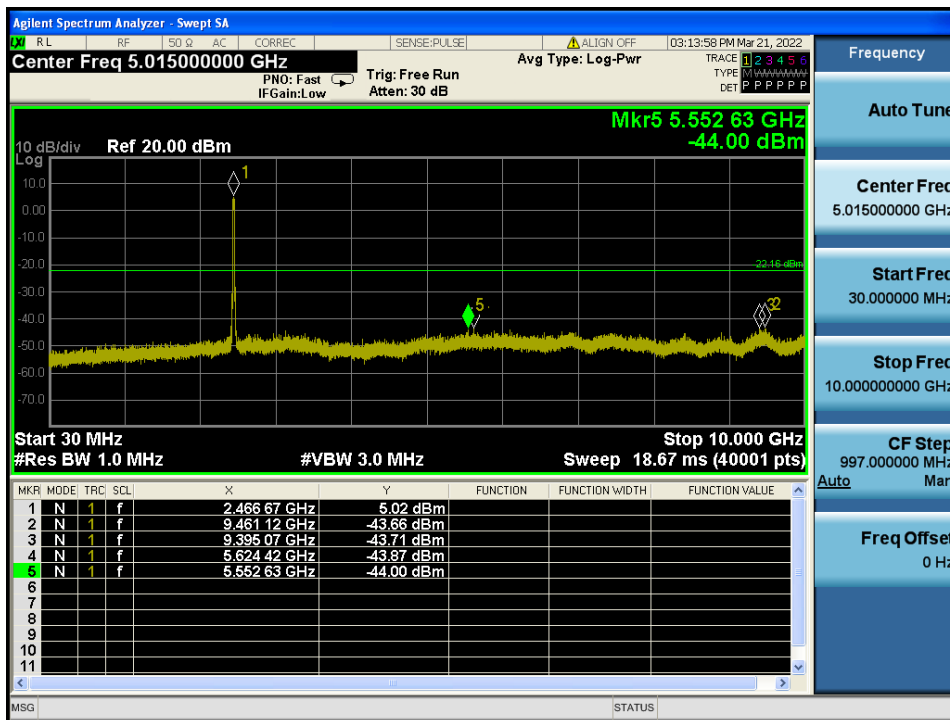 Agilent Spectrum Analyzer - Swept SA
LXI RL RF 50 Ω AC CORREC SENSE:PULSE ALIGN OFF 03:13:58 PM Mar 21, 2022
Center Freq 5.015000000 GHz
PNO: Fast
IFGain:Low
Trig: Free Run
Atten: 30 dB
Avg Type: Log-Pwr
TRACE 1 2 3 4 5 6
TYPE M
DET P P P P P P
Mkr5 5.552 63 GHz
-44.00 dBm
10 dB/div
Log
Ref 20.00 dBm
10.0
0.00
-10.0
-20.0
-30.0
-40.0
-50.0
-60.0
-70.0
1
-22.16 dBm
5
3
2
Start 30 MHz
Stop 10.000 GHz
#Res BW 1.0 MHz
#VBW 3.0 MHz
Sweep 18.67 ms (40001 pts)
MKR MODE TRC SCL X Y FUNCTION FUNCTION WIDTH FUNCTION VALUE
1 N 1 f 2.466 67 GHz 5.02 dBm
2 N 1 f 9.461 12 GHz -43.66 dBm
3 N 1 f 9.395 07 GHz -43.71 dBm
4 N 1 f 5.624 42 GHz -43.87 dBm
5 N 1 f 5.552 63 GHz -44.00 dBm
6
7
8
9
10
11
MSG
STATUS
Frequency
Auto Tune
Center Freq
5.015000000 GHz
Start Freq
30.000000 MHz
Stop Freq
10.000000000 GHz
CF Step
997.000000 MHz
Auto Man
Freq Offset
0 Hz